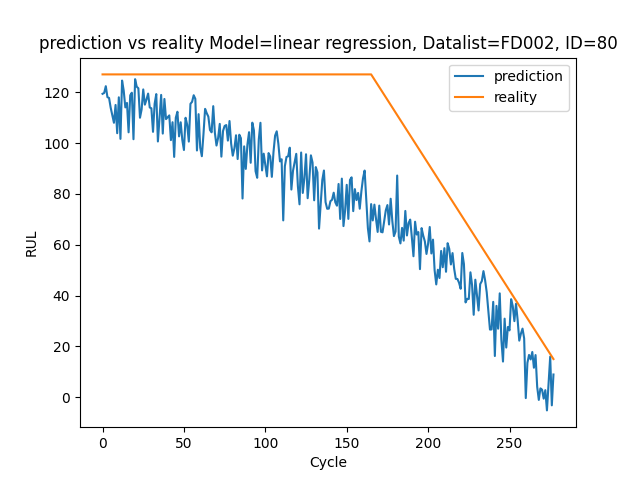 prediction vs reality Model=linear regression, Datalist=FD002, ID=80
prediction
reality
RUL
120
100
80
60
40
20
0
0 50 100 150 200 250
Cycle